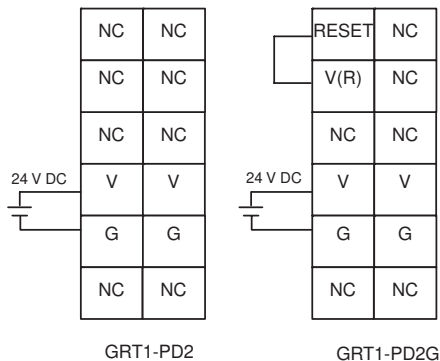 NC NC RESET NC
NC NC V(R) NC
NC NC NC NC
24 V DC V V 24 V DC V V
G G G G
NC NC NC NC
GRT1-PD2 GRT1-PD2G